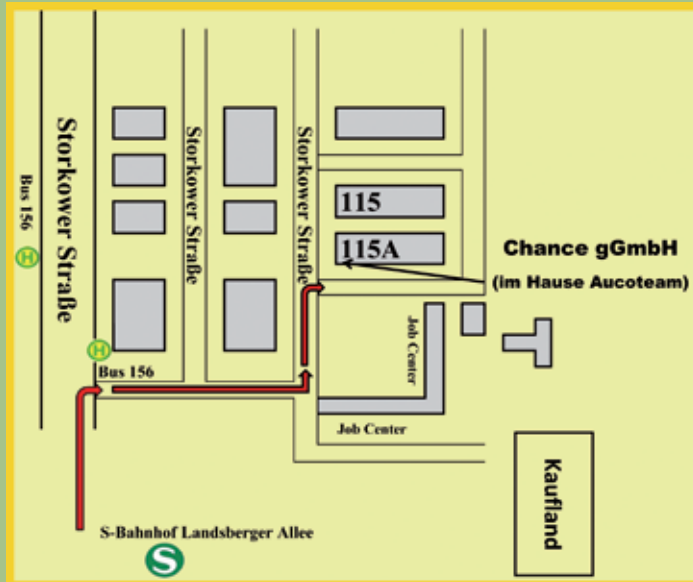 Storkower Straße
Storkower Straße
Storkower Straße
Bus 156
H
H
Bus 156
115
115A
Chance gGmbH
(im Hause Aucoteam)
Job Center
Job Center
Kaufland
S-Bahnhof Landsberger Allee
S